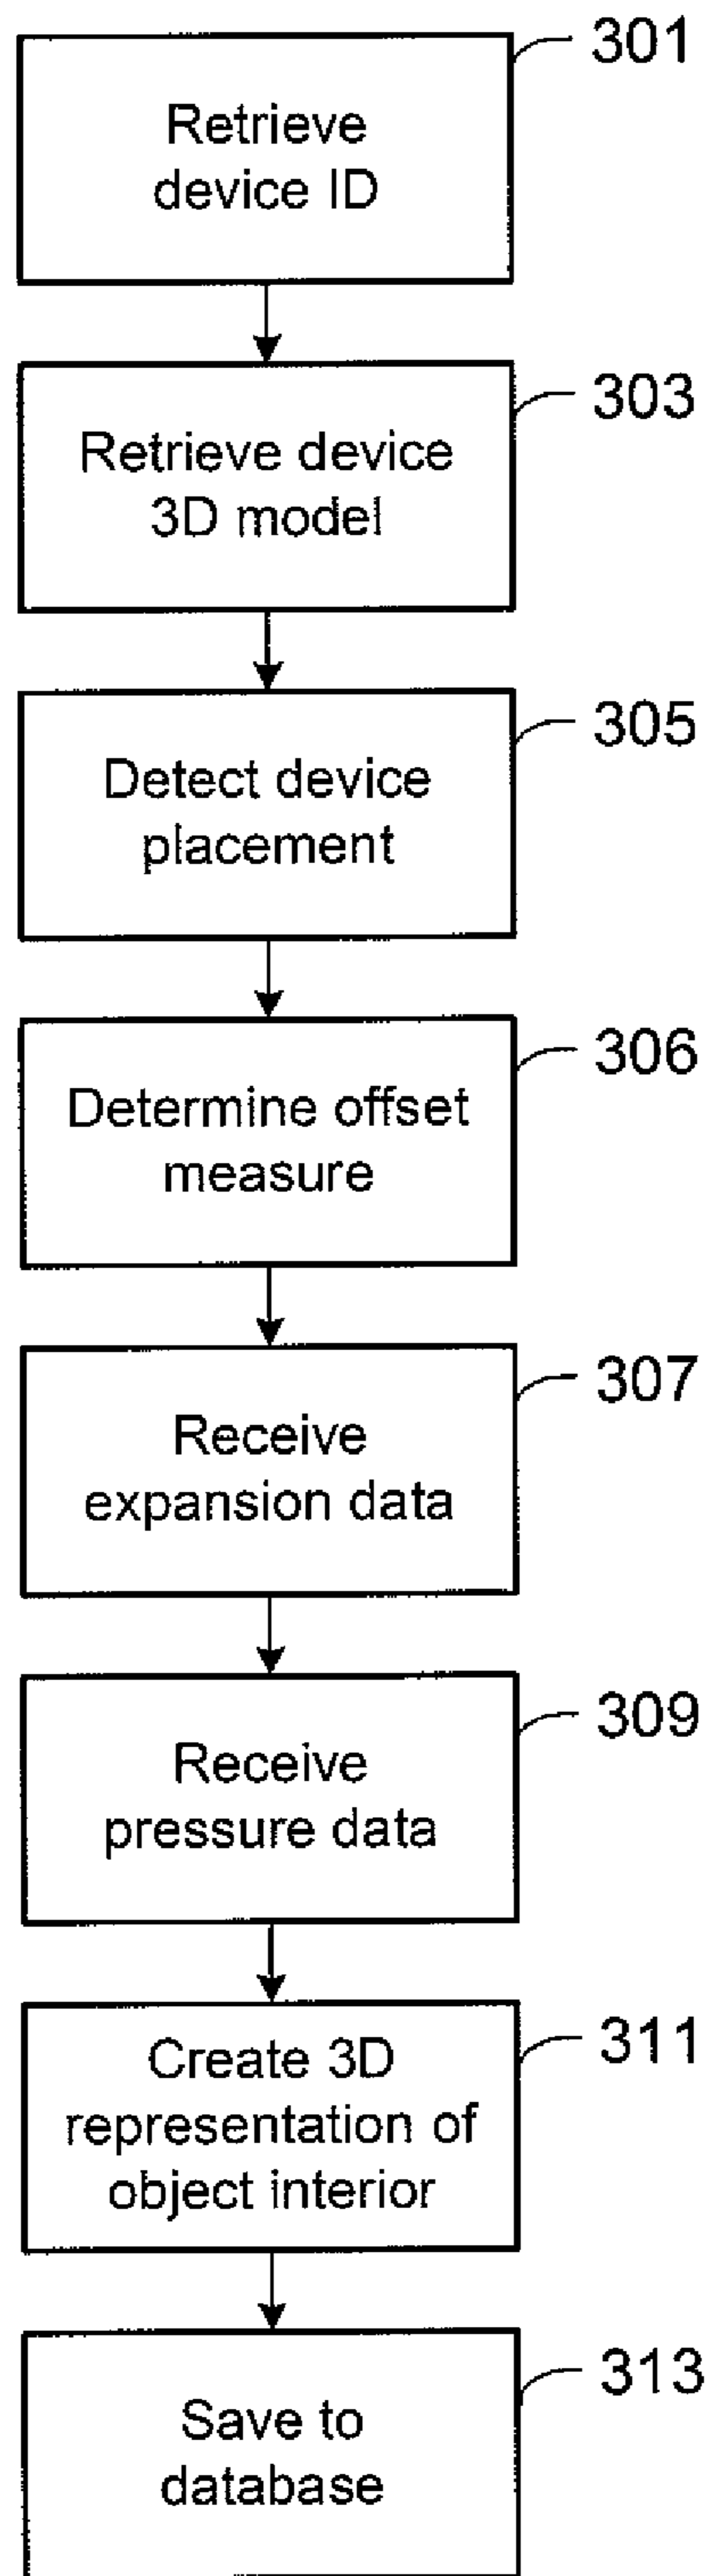 301
Retrieve
device ID
303
Retrieve device
3D model
305
Detect device
placement
306
Determine offset
measure
307
Receive
expansion data
309
Receive
pressure data
311
Create 3D
representation of
object interior
313
Save to
database